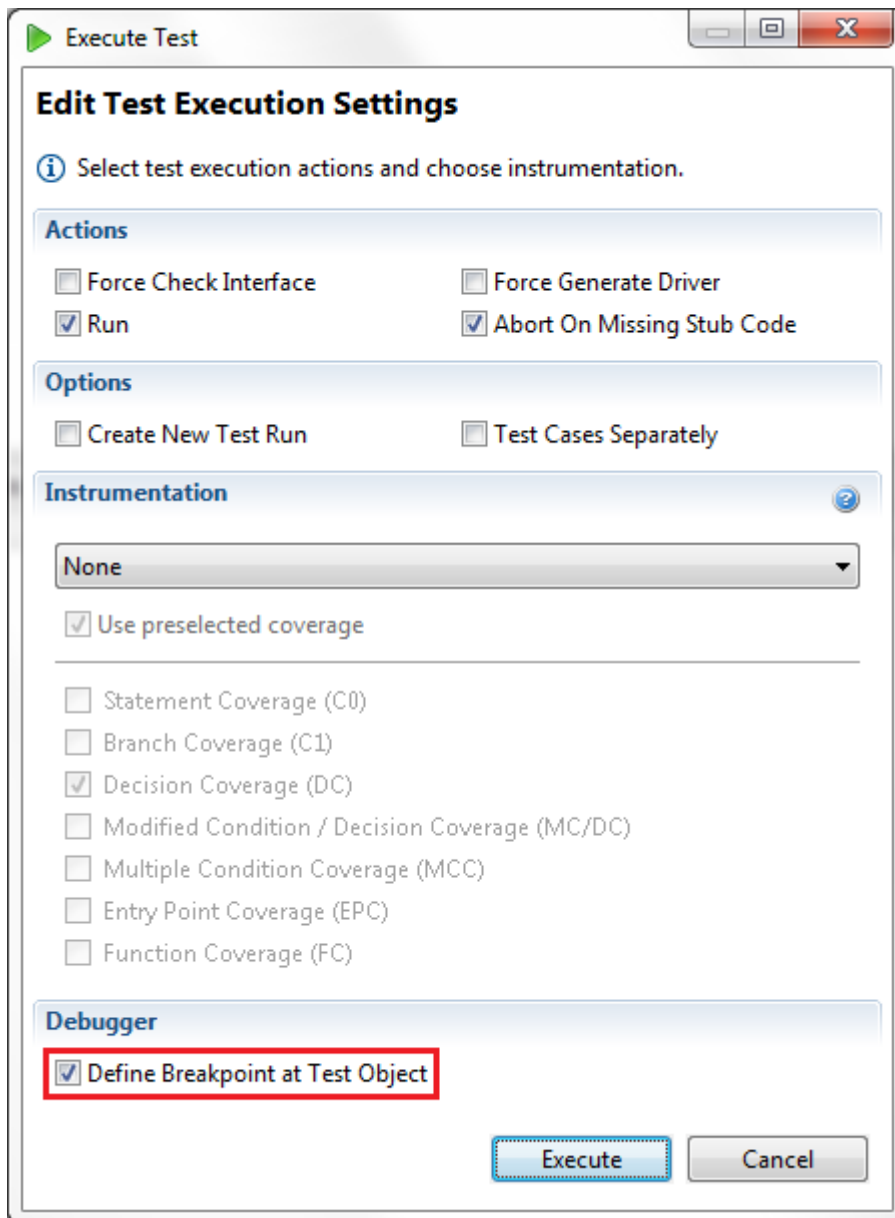 Execute Test
Edit Test Execution Settings
Select test execution actions and choose instrumentation.
Actions
Force Check Interface
Force Generate Driver
Run
Abort On Missing Stub Code
Options
Create New Test Run
Test Cases Separately
Instrumentation
None
Use preselected coverage
Statement Coverage (C0)
Branch Coverage (C1)
Decision Coverage (DC)
Modified Condition / Decision Coverage (MC/DC)
Multiple Condition Coverage (MCC)
Entry Point Coverage (EPC)
Function Coverage (FC)
Debugger
Define Breakpoint at Test Object
Execute
Cancel